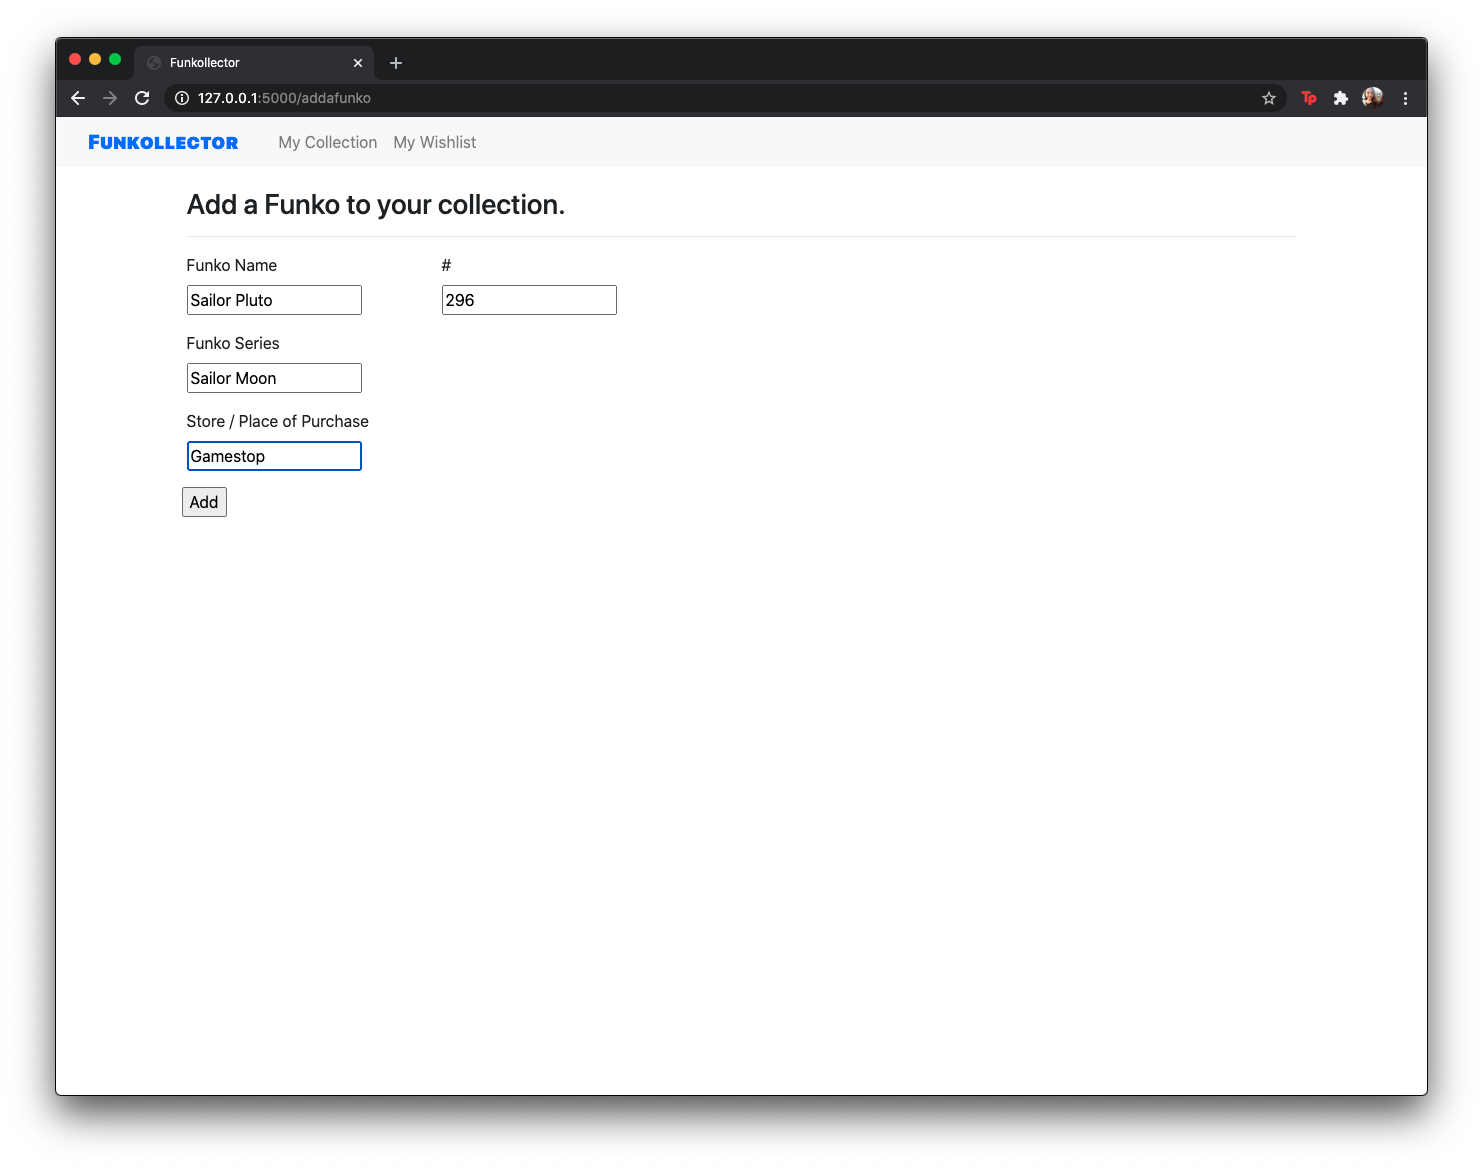 Funkollector
127.0.0.1:5000/addafunko
Tp
FUNKOLLECTOR My Collection My Wishlist
Add a Funko to your collection.
Funko Name #
Sailor Pluto 296
Funko Series
Sailor Moon
Store / Place of Purchase
Gamestop
Add